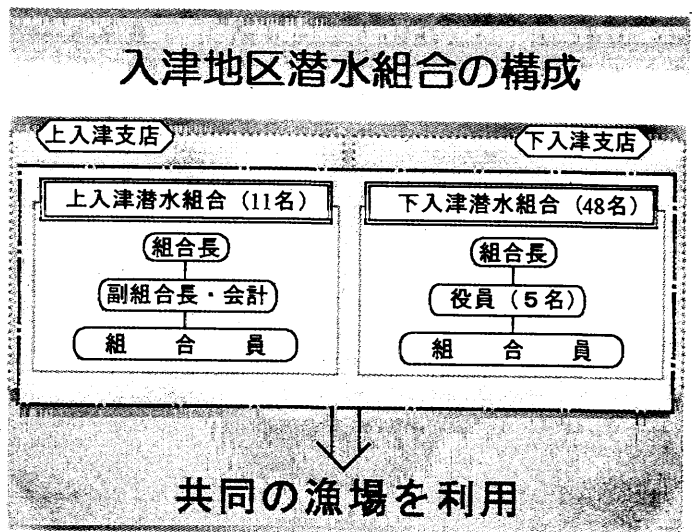 入津地区潜水組合の構成
上入津支店
下入津支店
上入津潜水組合（11名）
組合長
副組合長・会計
組合員
下入津潜水組合（48名）
組合長
役員（5名）
組合員
共同の漁場を利用